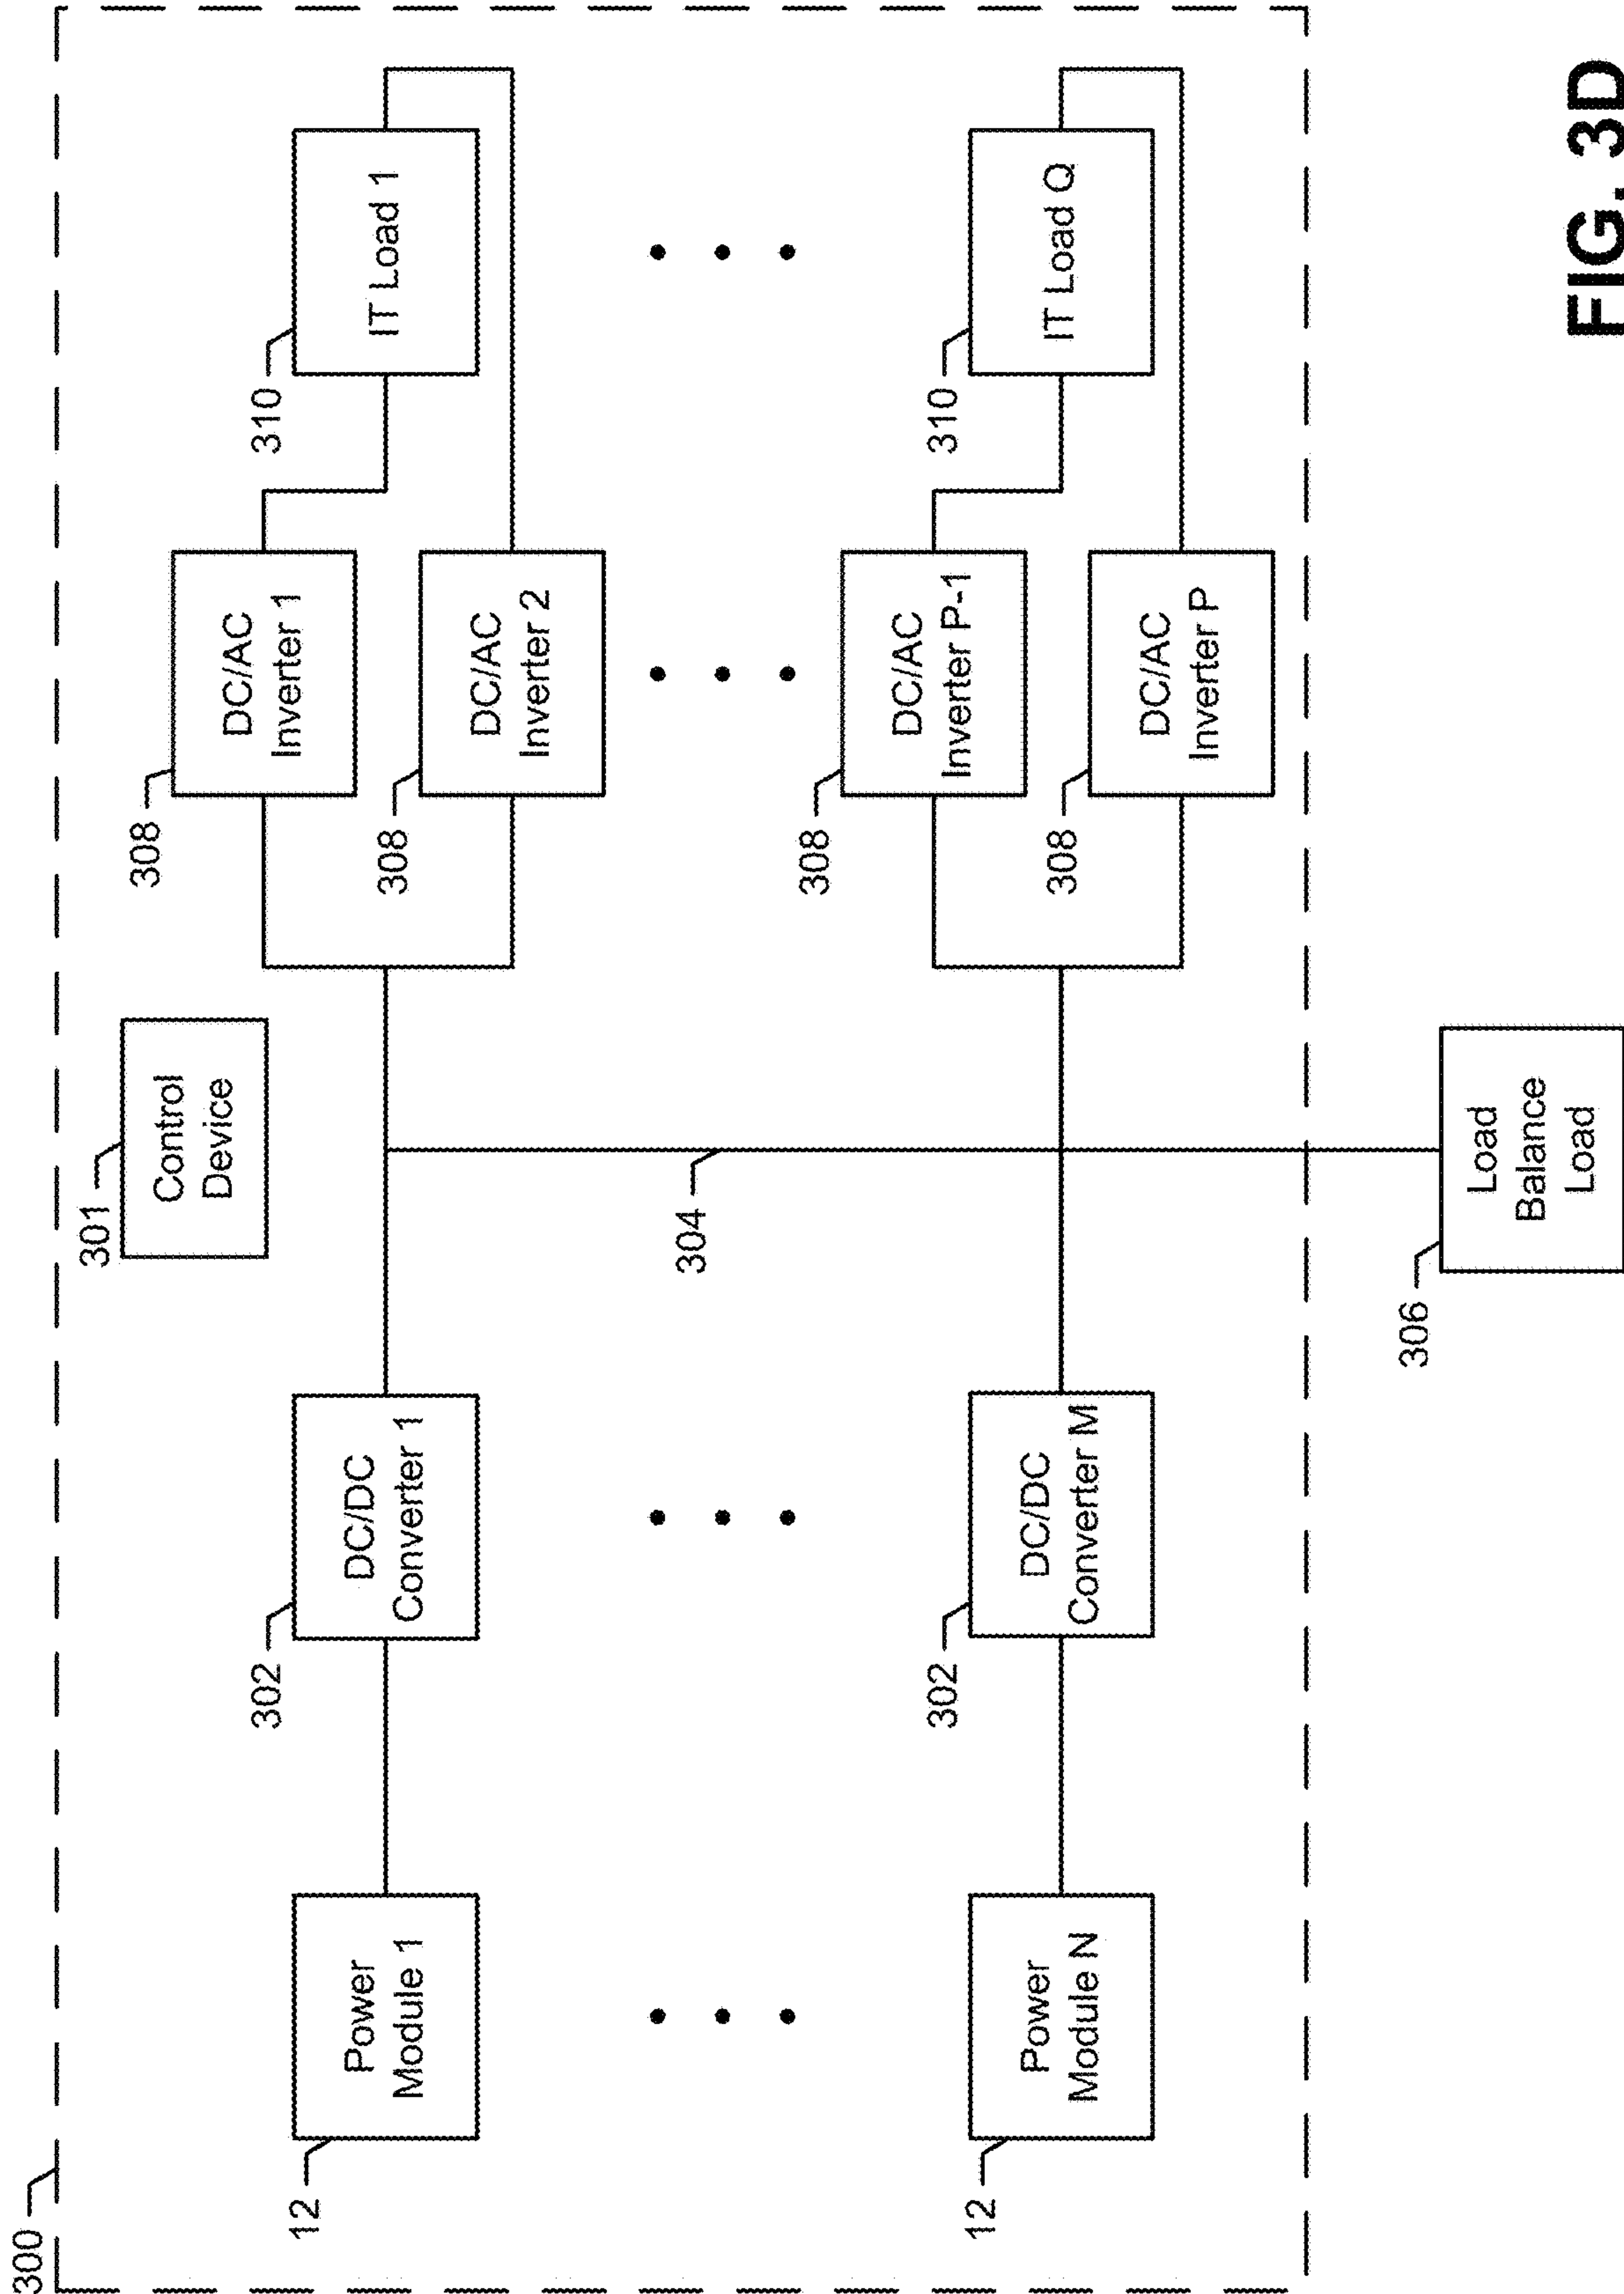 300
301
Control
Device
12
Power
Module 1
302
DC/DC
Converter 1
308
DC/AC
Inverter 1
308
DC/AC
Inverter 2
310
IT Load 1
304
12
Power
Module N
302
DC/DC
Converter M
308
DC/AC
Inverter P-1
308
DC/AC
Inverter P
310
IT Load Q
306
Load
Balance
Load
FIG. 3D